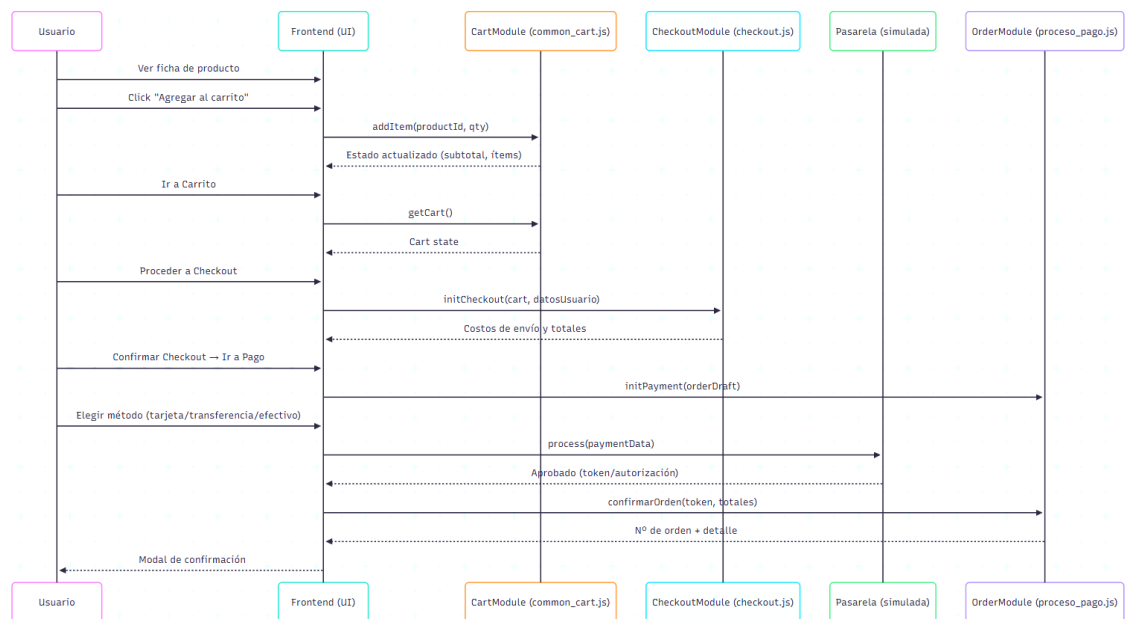 Usuario
Frontend (UI)
CartModule (common_cart.js)
CheckoutModule (checkout.js)
Pasarela (simulada)
OrderModule (proceso_pago.js)
Ver ficha de producto
Click "Agregar al carrito"
addItem(productId, qty)
Estado actualizado (subtotal, ítems)
Ir a Carrito
getCart()
Cart state
Proceder a Checkout
initCheckout(cart, datosUsuario)
Costos de envío y totales
Confirmar Checkout → Ir a Pago
initPayment(orderDraft)
Elegir método (tarjeta/transferencia/efectivo)
process(paymentData)
Aprobado (token/autorización)
confirmarOrden(token, totales)
Nº de orden + detalle
Modal de confirmación
Usuario
Frontend (UI)
CartModule (common_cart.js)
CheckoutModule (checkout.js)
Pasarela (simulada)
OrderModule (proceso_pago.js)